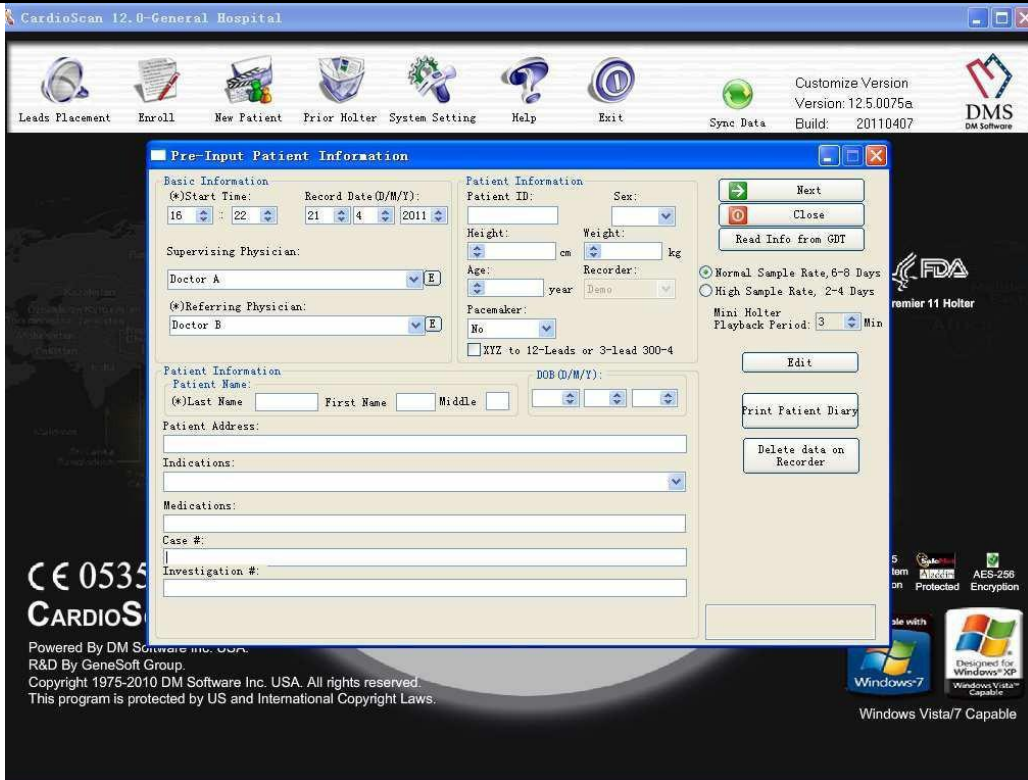 CardioScan 12.0-General Hospital
Leads Placement
Enroll
New Patient
Prior Holter
System Setting
Help
Exit
Sync Data
Customize Version
Version: 12.5.0075a
Build: 20110407
DMS
DM Software
Pre-Input Patient Information
Basic Information
(*)Start Time: Record Date(D/M/Y):
16 : 22 21 4 2011
Supervising Physician:
Doctor A E
(*)Referring Physician:
Doctor B E
Patient Information
Patient ID: Sex:
Height: Weight:
cm kg
Age: Recorder:
year Demo
Pacemaker:
No
XYZ to 12-Leads or 3-lead 300-4
Next
Close
Read Info from GDT
Normal Sample Rate,6-8 Days
High Sample Rate, 2-4 Days
Mini Holter
Playback Period: 3 Min
Edit
Print Patient Diary
Delete data on
Recorder
Patient Information
Patient Name:
(*)Last Name First Name Middle
DOB(D/M/Y):
Patient Address:
Indications:
Medications:
Case #:
Investigation #:
FDA
remier 11 Holter
CE 0535
CARDIOS
Powered By DM Software Inc. USA.
R&D By GeneSoft Group.
Copyright 1975-2010 DM Software Inc. USA. All rights reserved.
This program is protected by US and International Copyright Laws.
Protected
AES-256
Encryption
ble with
Windows·7
Designed for
Windows®XP
Windows Vista™
Capable
Windows Vista/7 Capable